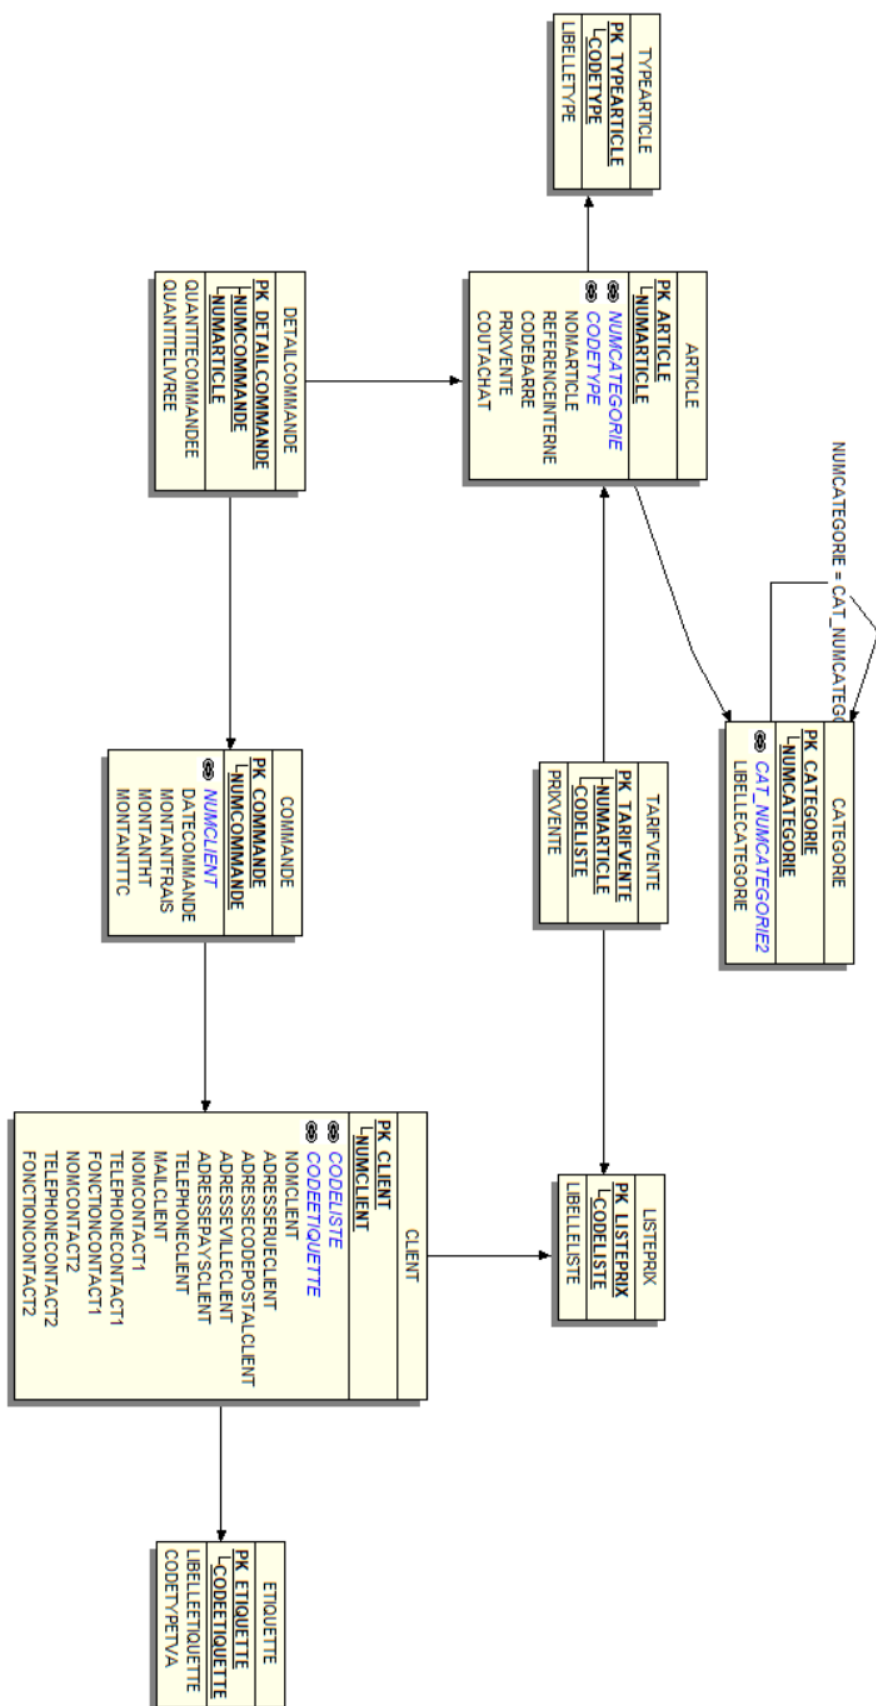 TYPEARTICLE
PK_TYPEARTICLE
CODETYPE
LIBELLETYPE
ARTICLE
PK_ARTICLE
NUMARTICLE
NUMCATEGORIE
CODETYPE
NOMARTICLE
REFERENCEINTERNE
CODEBARRE
PRIXVENTE
COUTACHAT
DETAILCOMMANDE
PK_DETAILCOMMANDE
NUMCOMMANDE
NUMARTICLE
QUANTITECOMMANDEE
QUANTITELIVREE
NUMCATEGORIE = CAT_NUMCATEGO
CATEGORIE
PK_CATEGORIE
NUMCATEGORIE
CAT_NUMCATEGORIE2
LIBELLECATEGORIE
TARIFVENTE
PK_TARIFVENTE
NUMARTICLE
CODELISTE
PRIXVENTE
COMMANDE
PK_COMMANDE
NUMCOMMANDE
NUMCLIENT
DATECOMMANDE
MONTANTFRAIS
MONTANTHT
MONTANTTTC
LISTEPRIX
PK_LISTEPRIX
CODELISTE
LIBELLELISTE
CLIENT
PK_CLIENT
NUMCLIENT
CODELISTE
CODEETIQUETTE
NOMCLIENT
ADRESSERUECLIENT
ADRESSECODEPOSTALCLIENT
ADRESSEVILLECLIENT
ADRESSEPAYSCLIENT
TELEPHONECLIENT
MAILCLIENT
NOMCONTACT1
TELEPHONECONTACT1
FONCTIONCONTACT1
NOMCONTACT2
TELEPHONECONTACT2
FONCTIONCONTACT2
ETIQUETTE
PK_ETIQUETTE
CODEETIQUETTE
LIBELLEETIQUETTE
CODETYPETVA